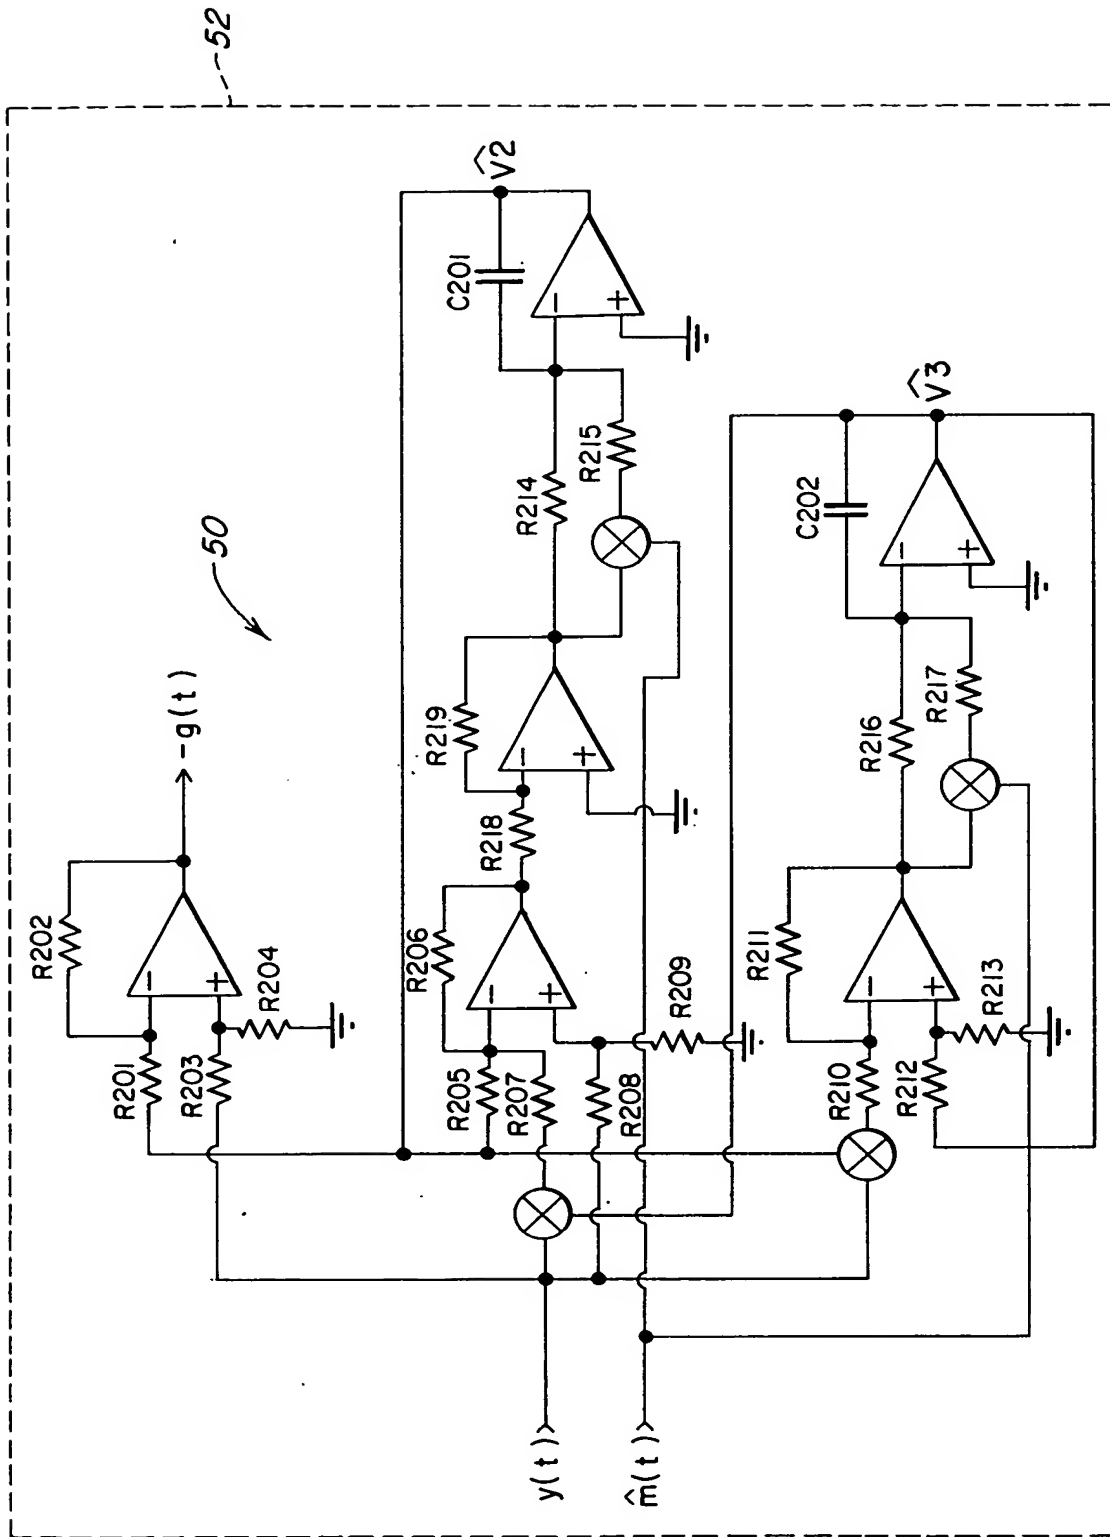 52
50
R202
-g(t)
R201
R203
R204
V̂2
C201
R214
R215
R219
R218
R206
R205
R207
R209
R208
V̂3
C202
R216
R217
R211
R210
R212
R213
y(t)
m̂(t)
-
+
-
+
-
+
-
+
-
+
-
+